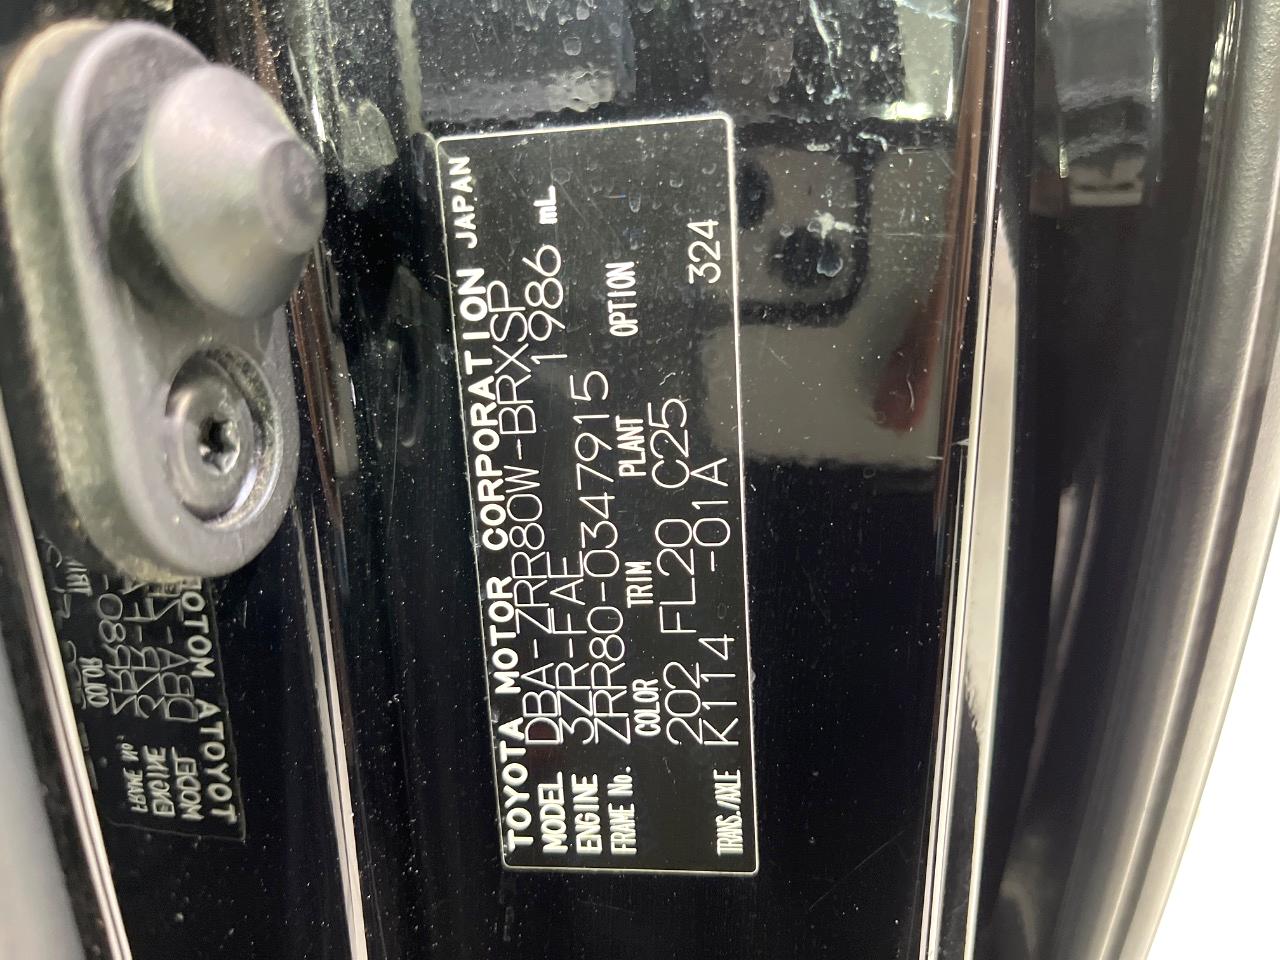 TOYOTA MOTOR CORPORATION JAPAN
MODEL DBA-ZRR80W-BRXSP
ENGINE 3ZR-FAE 1986 mL
FRAME No. ZRR80-0347915
COLOR TRIM PLANT OPTION
202 FL20 C25
TRANS./AXLE K114 -01A 324